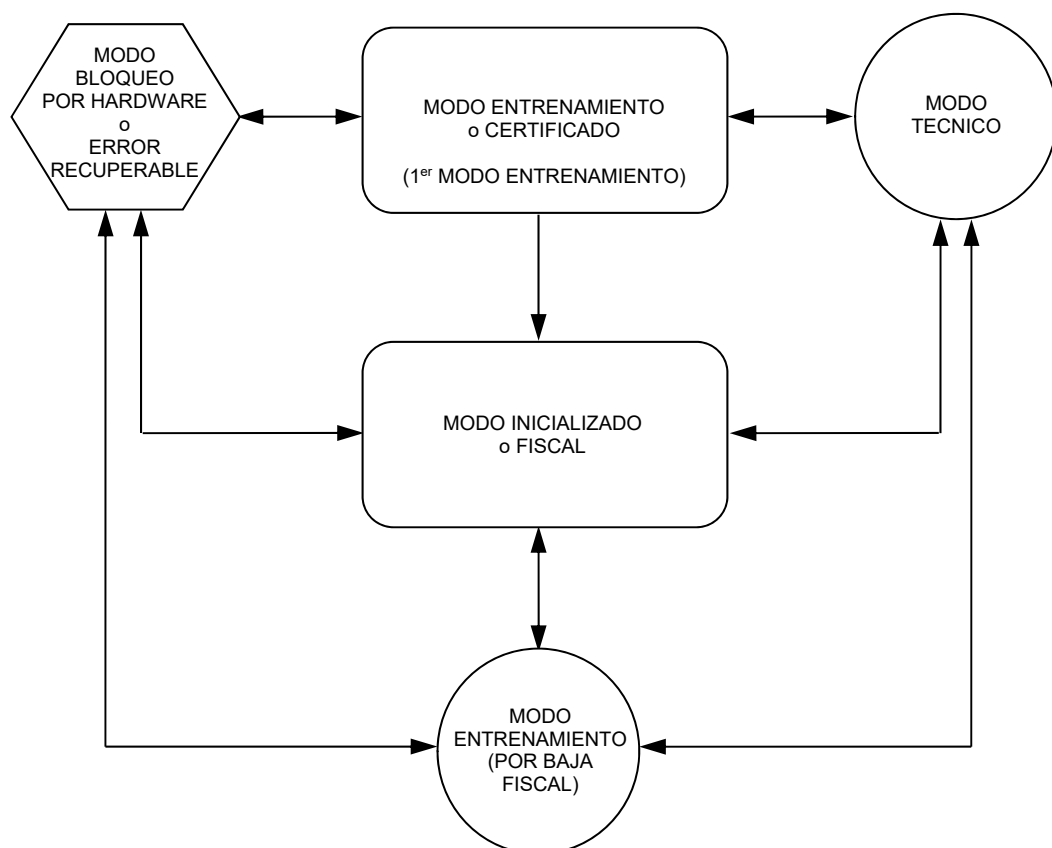 MODO
BLOQUEO
POR HARDWARE
o
ERROR
RECUPERABLE
MODO ENTRENAMIENTO
o CERTIFICADO
(1er MODO ENTRENAMIENTO)
MODO
TECNICO
MODO INICIALIZADO
o FISCAL
MODO
ENTRENAMIENTO
(POR BAJA
FISCAL)